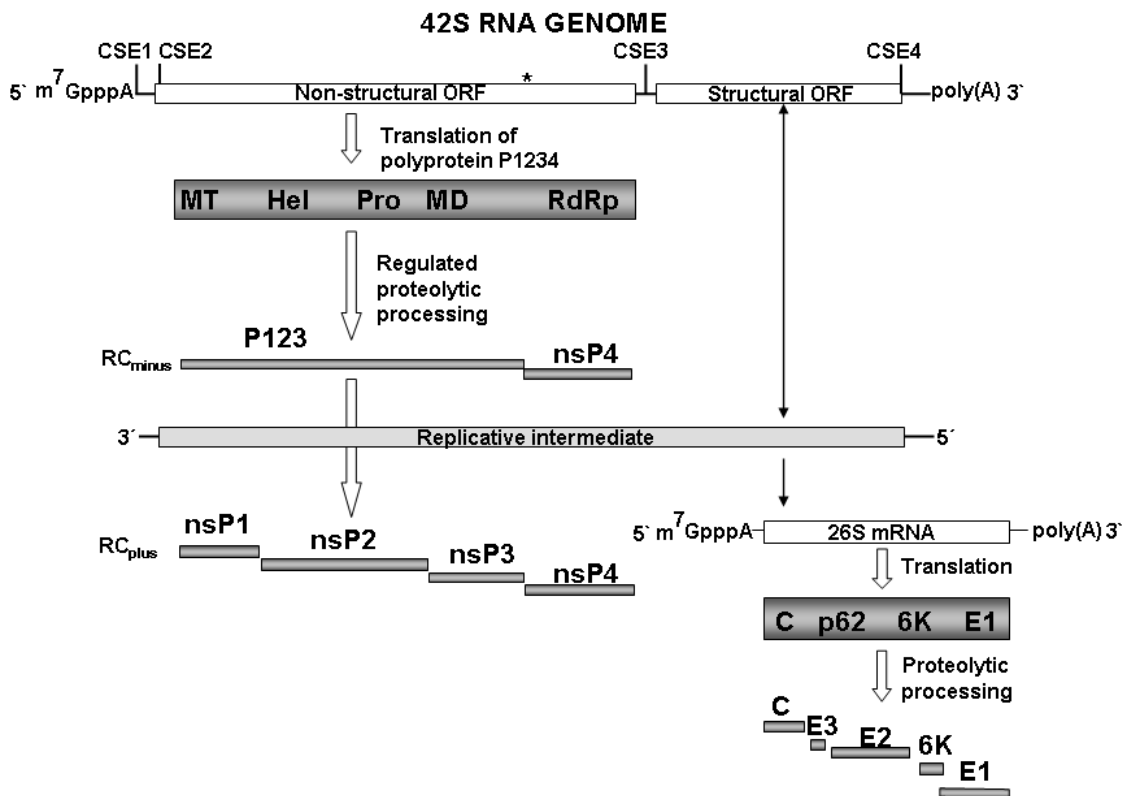 42S RNA GENOME
CSE1 CSE2 CSE3 CSE4
5` m7GpppA Non-structural ORF * Structural ORF poly(A) 3`
Translation of
polyprotein P1234
MT Hel Pro MD RdRp
Regulated
proteolytic
processing
P123
RCminus nsP4
3´ Replicative intermediate 5´
nsP1
RCplus nsP2
nsP3
nsP4
5` m7GpppA 26S mRNA poly(A) 3`
Translation
C p62 6K E1
Proteolytic
processing
C
E3 E2 6K
E1